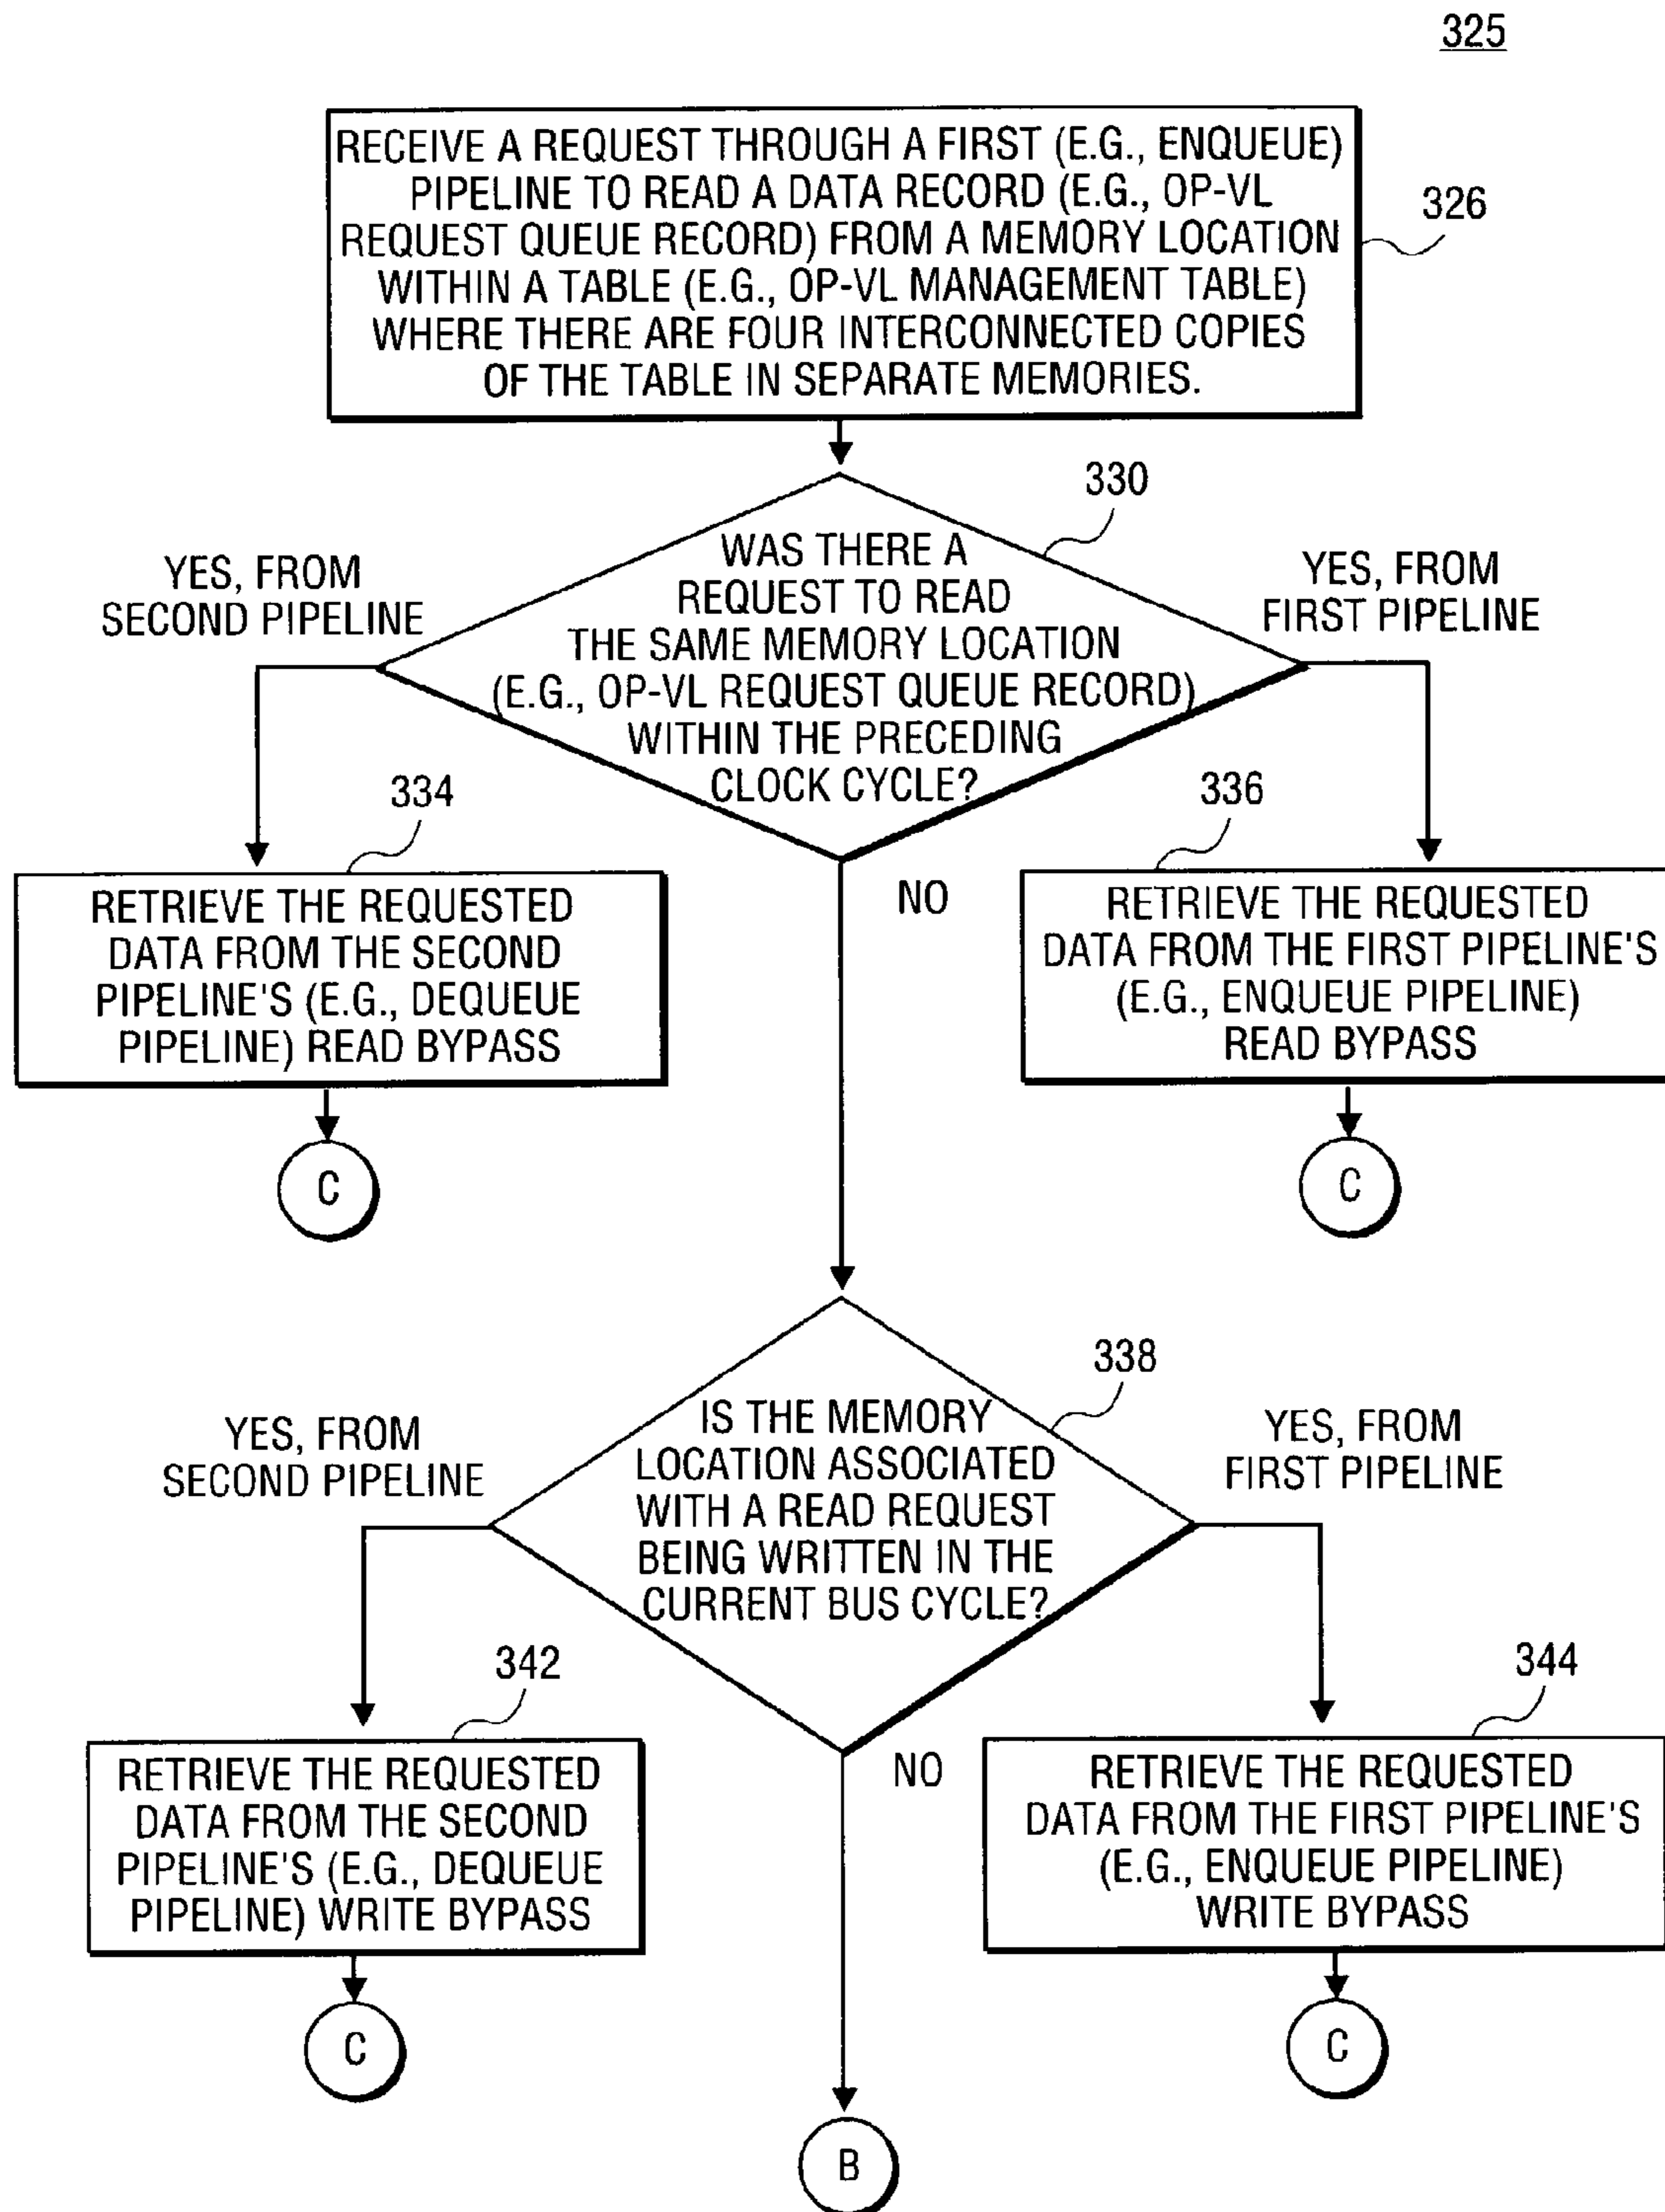 325
RECEIVE A REQUEST THROUGH A FIRST (E.G., ENQUEUE)
PIPELINE TO READ A DATA RECORD (E.G., OP-VL
REQUEST QUEUE RECORD) FROM A MEMORY LOCATION
WITHIN A TABLE (E.G., OP-VL MANAGEMENT TABLE)
WHERE THERE ARE FOUR INTERCONNECTED COPIES
OF THE TABLE IN SEPARATE MEMORIES.
326
330
WAS THERE A
REQUEST TO READ
THE SAME MEMORY LOCATION
(E.G., OP-VL REQUEST QUEUE RECORD)
WITHIN THE PRECEDING
CLOCK CYCLE?
YES, FROM
SECOND PIPELINE
YES, FROM
FIRST PIPELINE
334
RETRIEVE THE REQUESTED
DATA FROM THE SECOND
PIPELINE'S (E.G., DEQUEUE
PIPELINE) READ BYPASS
C
NO
336
RETRIEVE THE REQUESTED
DATA FROM THE FIRST PIPELINE'S
(E.G., ENQUEUE PIPELINE)
READ BYPASS
C
338
IS THE MEMORY
LOCATION ASSOCIATED
WITH A READ REQUEST
BEING WRITTEN IN THE
CURRENT BUS CYCLE?
YES, FROM
SECOND PIPELINE
YES, FROM
FIRST PIPELINE
342
RETRIEVE THE REQUESTED
DATA FROM THE SECOND
PIPELINE'S (E.G., DEQUEUE
PIPELINE) WRITE BYPASS
C
NO
344
RETRIEVE THE REQUESTED
DATA FROM THE FIRST PIPELINE'S
(E.G., ENQUEUE PIPELINE)
WRITE BYPASS
C
B